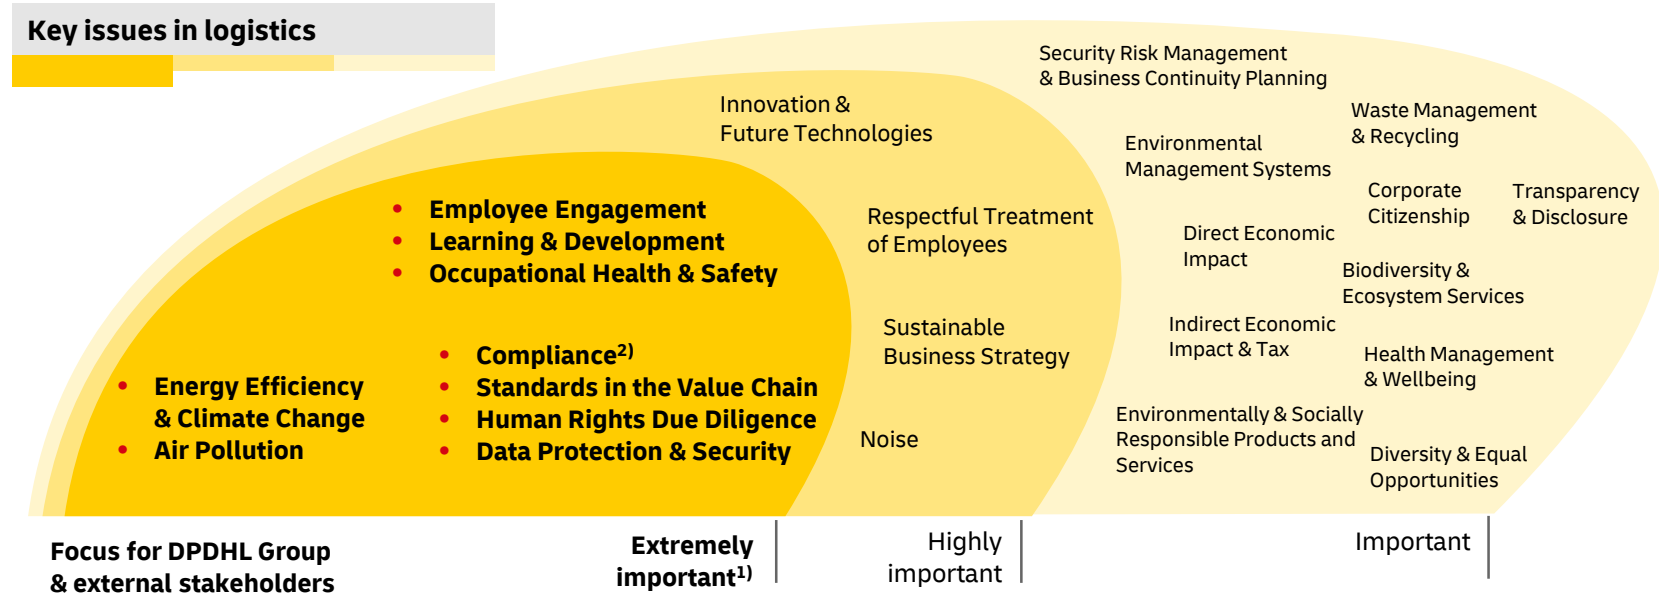 Key issues in logistics
Innovation &
Future Technologies
Security Risk Management
& Business Continuity Planning
Waste Management
& Recycling
Environmental
Management Systems
Corporate
Citizenship
Transparency
& Disclosure
• Employee Engagement
• Learning & Development
• Occupational Health & Safety
Respectful Treatment
of Employees
Direct Economic
Impact
Biodiversity &
Ecosystem Services
• Energy Efficiency
& Climate Change
• Air Pollution
• Compliance2)
• Standards in the Value Chain
• Human Rights Due Diligence
• Data Protection & Security
Sustainable
Business Strategy
Noise
Indirect Economic
Impact & Tax
Health Management
& Wellbeing
Environmentally & Socially
Responsible Products and
Services
Diversity & Equal
Opportunities
Focus for DPDHL Group
& external stakeholders
Extremely
important1)
Highly
important
Important